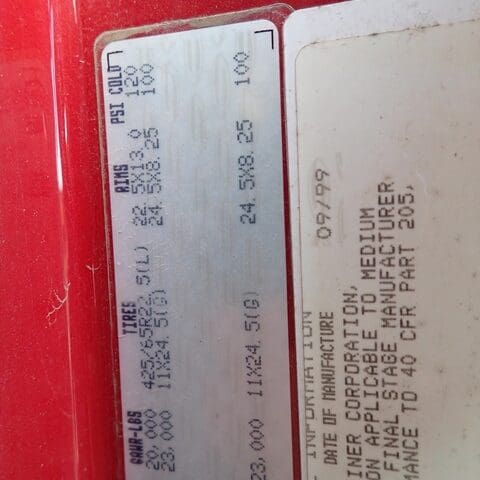 GAWR-LBS TIRES RIMS PSI COLD
20,000 425/65R22.5(L) 22.5X13.0 120
23,000 11X24.5(G) 24.5X8.25 100
23,000 11X24.5(G) 24.5X8.25 100
INFORMATION
DATE OF MANUFACTURE 09/99
INER CORPORATION,
ON APPLICABLE TO MEDIUM
FINAL STAGE MANUFACTURER
MANCE TO 40 CFR PART 205,